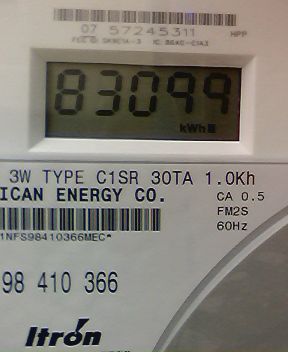 07 57245311
HPP
83099
kWh
3W TYPE C1SR 30TA 1.0Kh
ICAN ENERGY CO.
CA 0.5
FM2S
60Hz
1NFS98410366MEC*
98 410 366
Itron